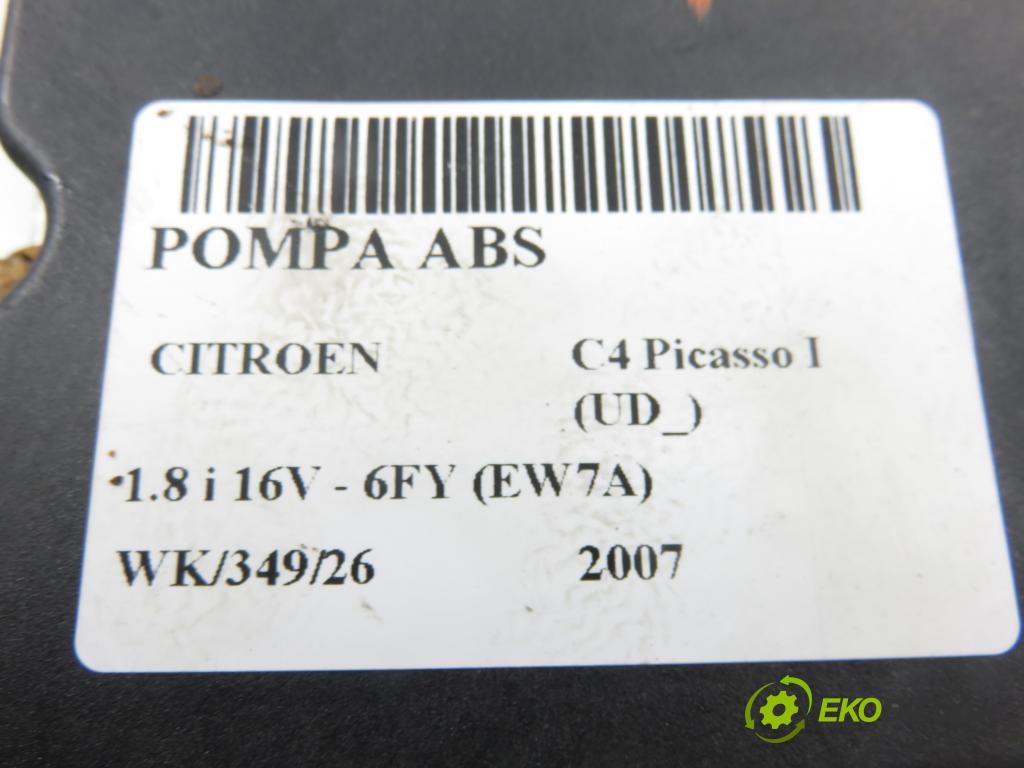 POMPA ABS
CITROEN C4 Picasso I
(UD_)
1.8 i 16V - 6FY (EW7A)
WK/349/26 2007
EKO